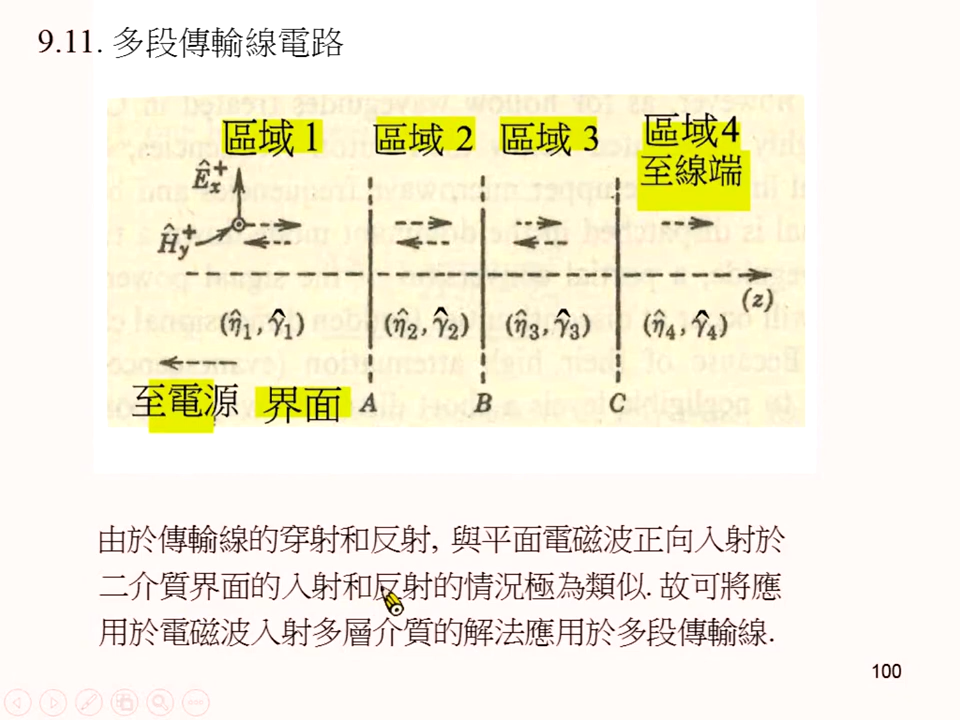 9.11. 多段傳輸線電路
區域 1 區域 2 區域 3 區域4
至線端
Êx+
Ĥy+
(z)
(η̂1, γ̂1) (η̂2, γ̂2) (η̂3, γ̂3) (η̂4, γ̂4)
至電源 界面 A B C
由於傳輸線的穿射和反射, 與平面電磁波正向入射於
二介質界面的入射和反射的情況極為類似. 故可將應
用於電磁波入射多層介質的解法應用於多段傳輸線.
100